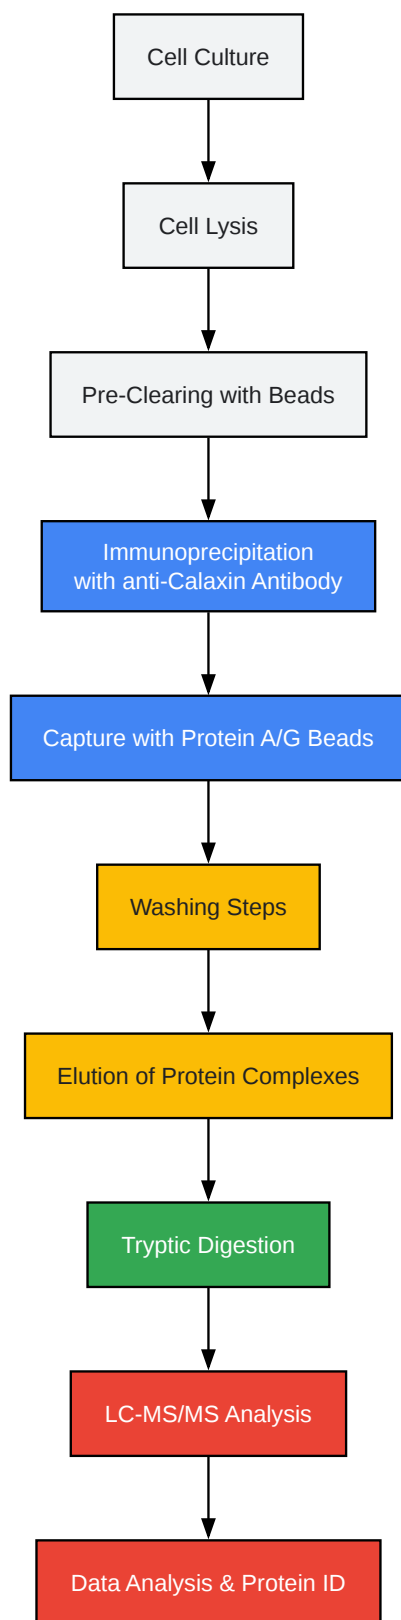 Cell Culture
Cell Lysis
Pre-Clearing with Beads
Immunoprecipitation
with anti-Calaxin Antibody
Capture with Protein A/G Beads
Washing Steps
Elution of Protein Complexes
Tryptic Digestion
LC-MS/MS Analysis
Data Analysis & Protein ID